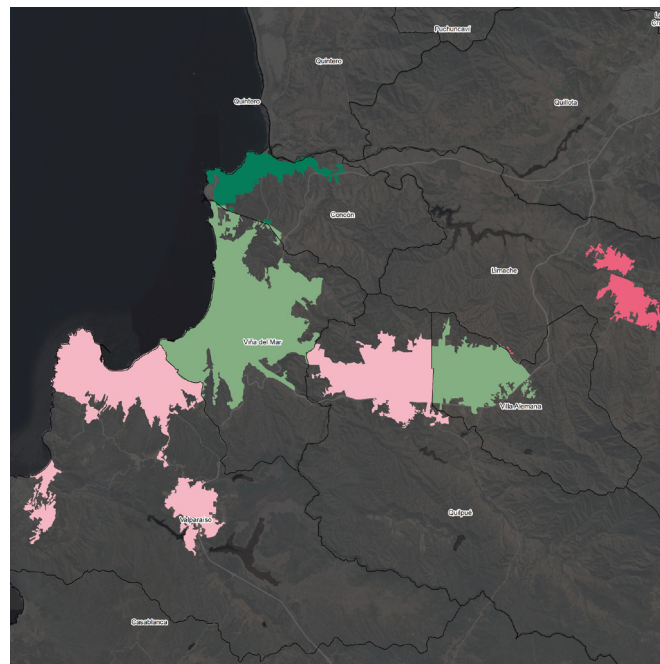 Puchuncaví
Quintero
Quintero
Quillota
Concón
Limache
Viña del Mar
Villa Alemana
Valparaíso
Quilpué
Casablanca